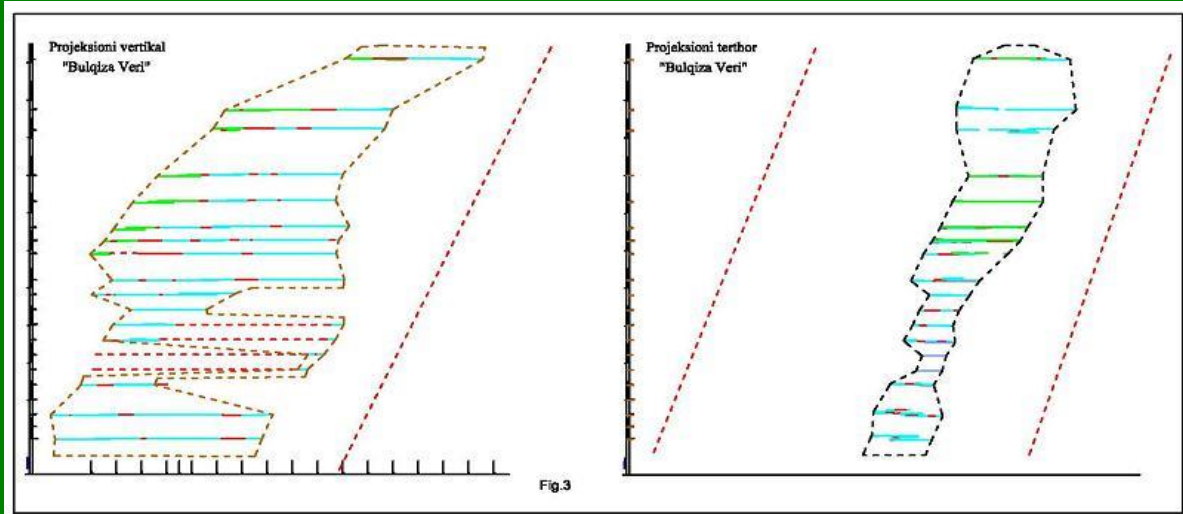 Projeksioni vertikal
"Bulqiza Veri"
Projeksioni terthor
"Bulqiza Veri"
Fig.3